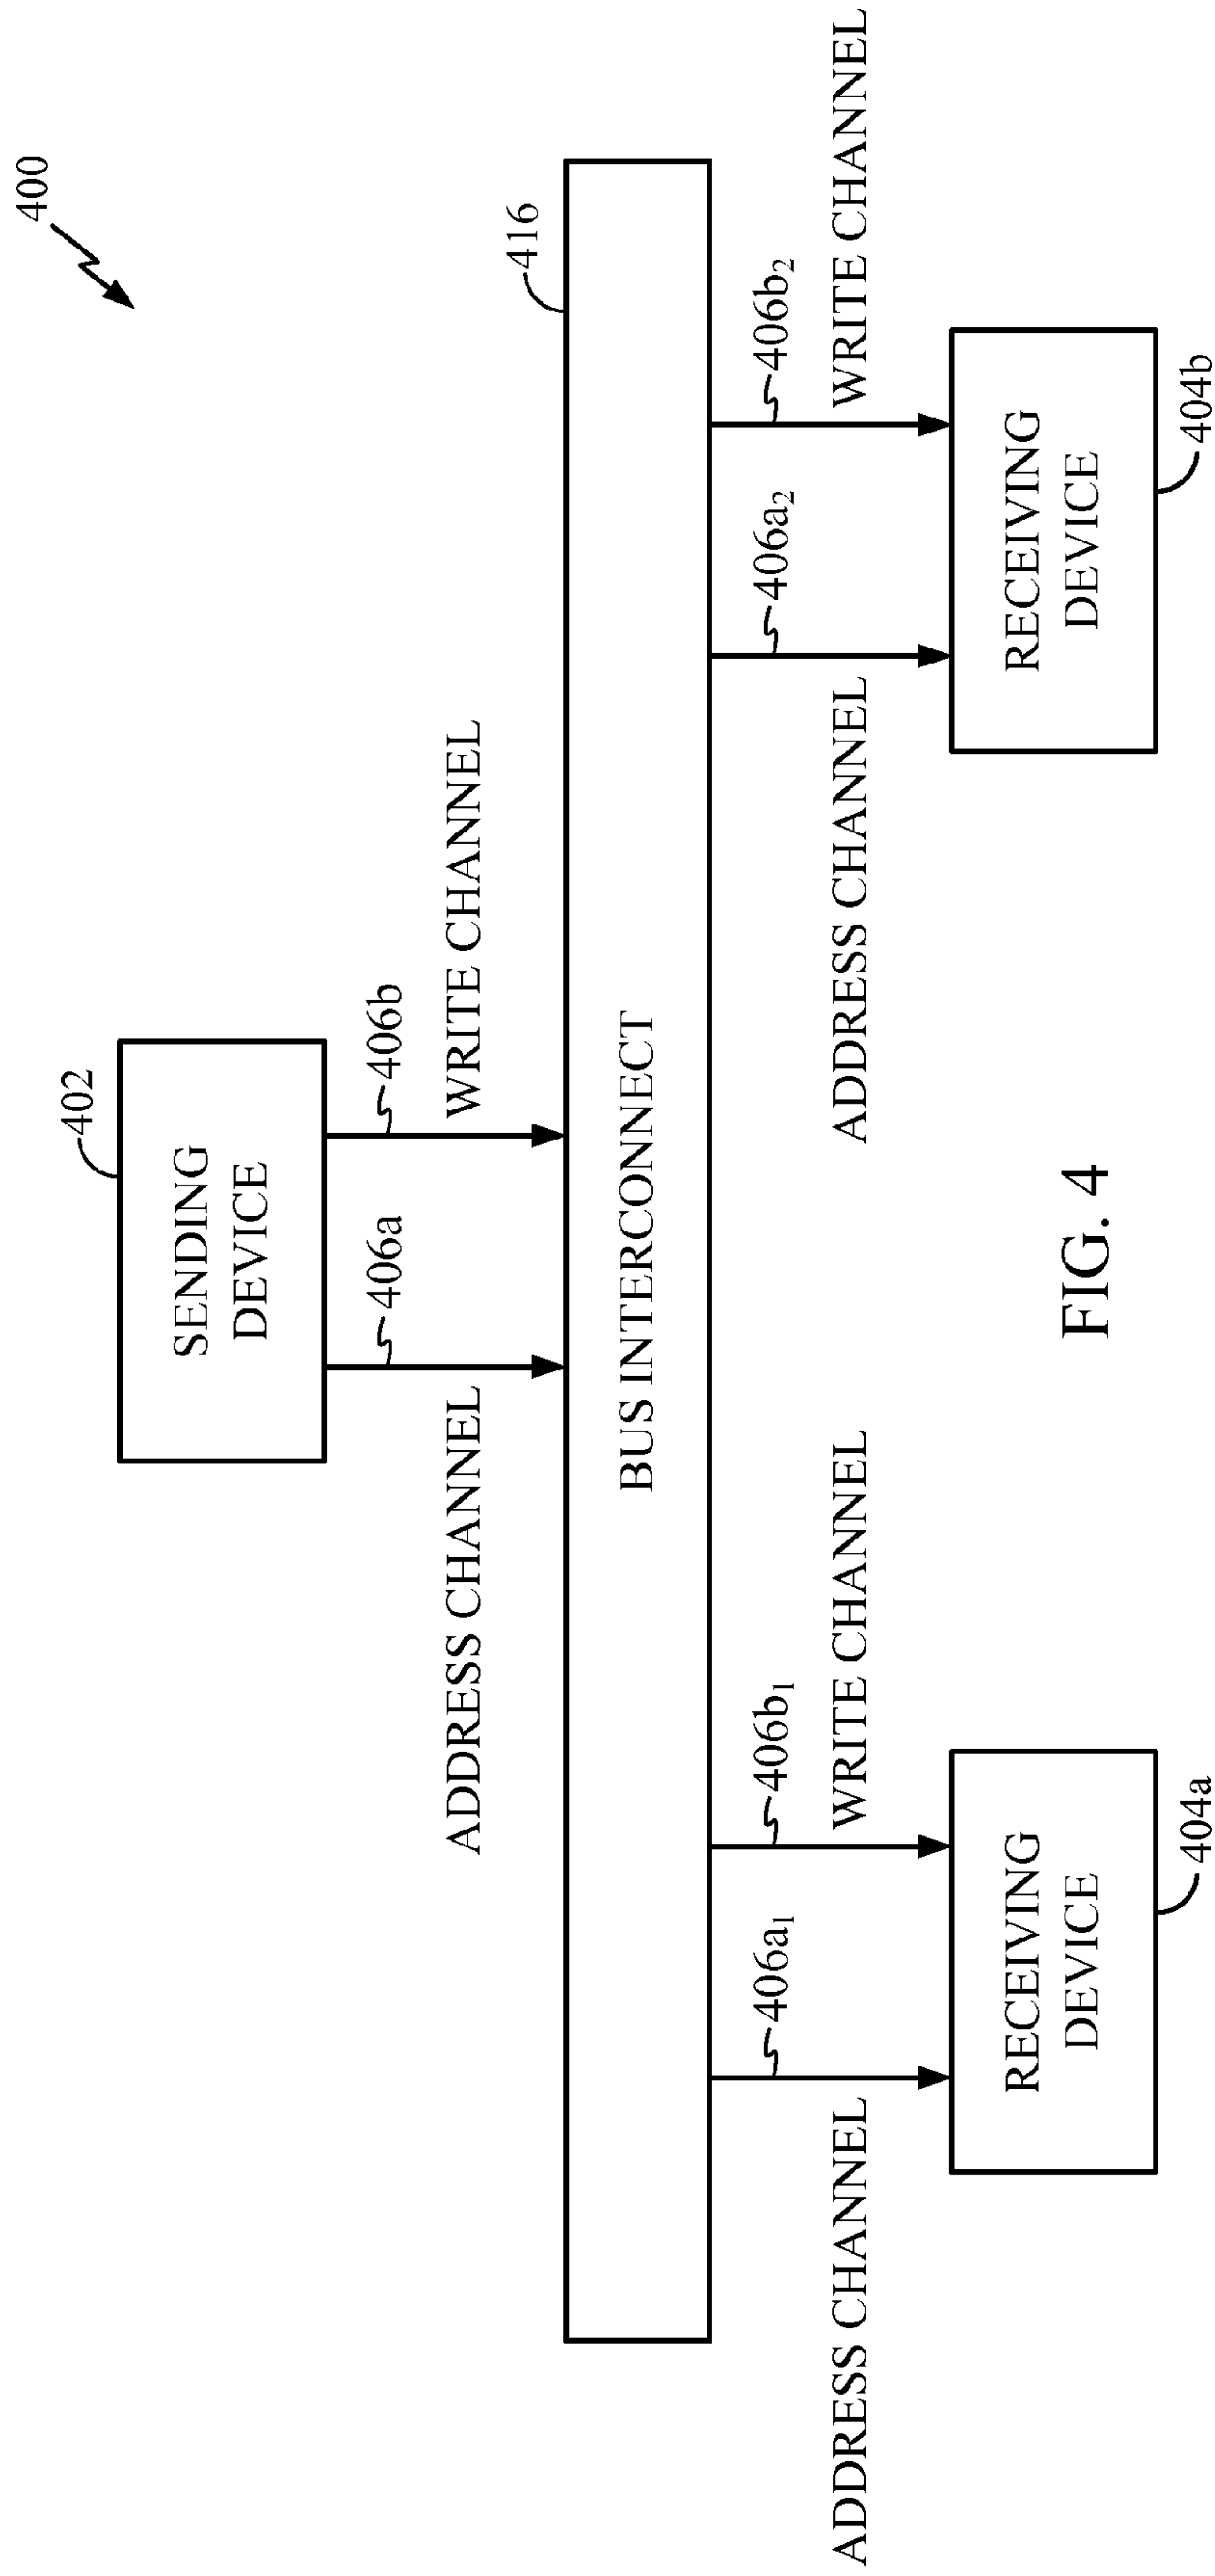 400
402
SENDING
DEVICE
406a
406b
ADDRESS CHANNEL
WRITE CHANNEL
416
BUS INTERCONNECT
406a₁
406b₁
406a₂
406b₂
ADDRESS CHANNEL
WRITE CHANNEL
ADDRESS CHANNEL
WRITE CHANNEL
RECEIVING
DEVICE
RECEIVING
DEVICE
404a
404b
FIG. 4